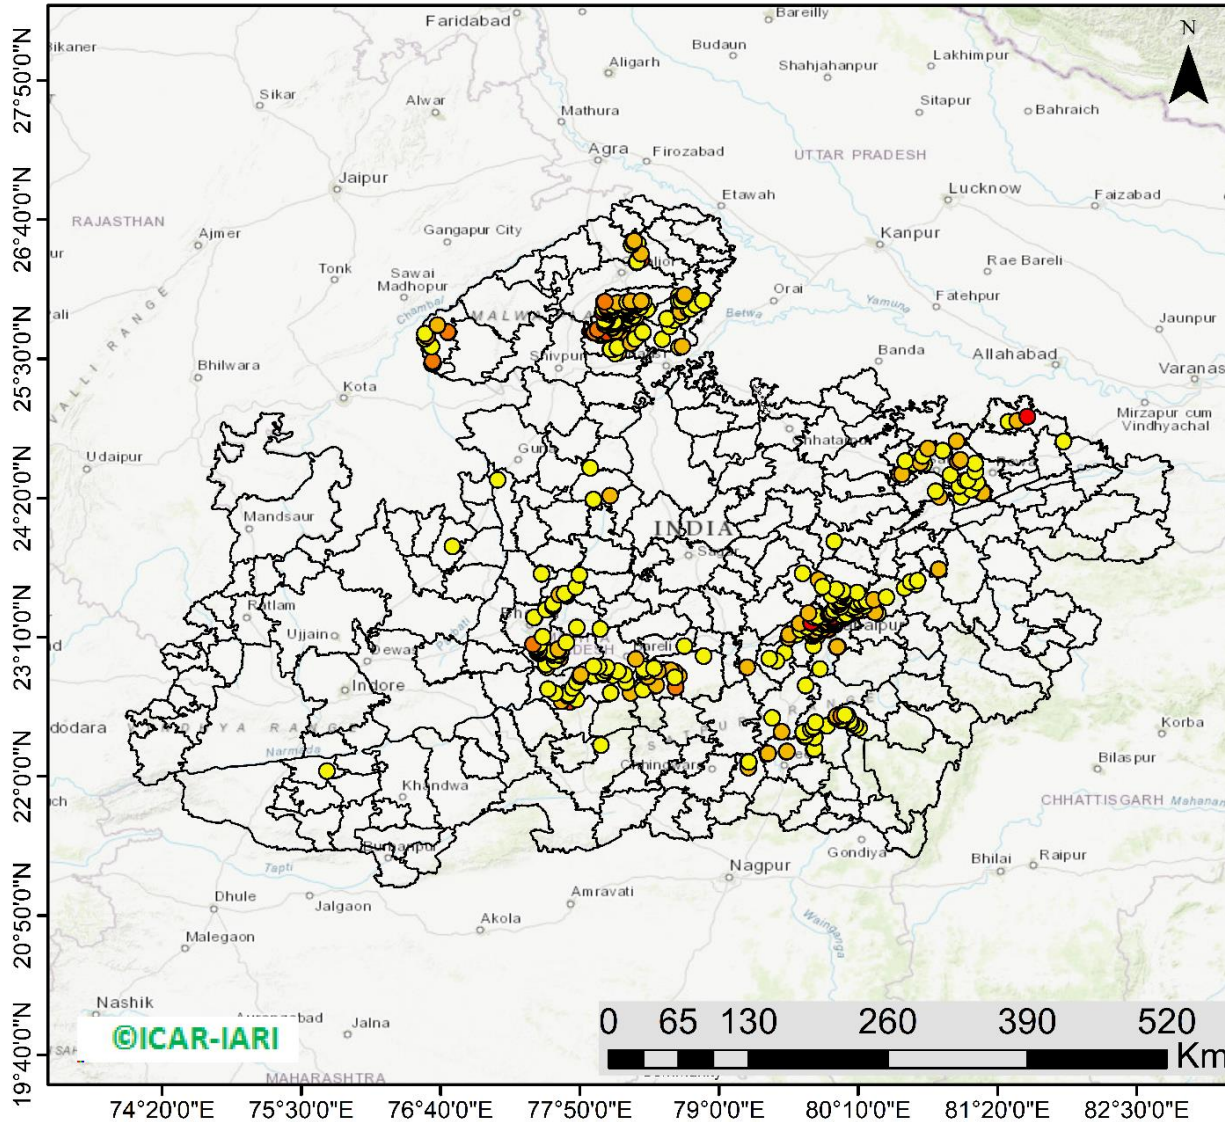 Faridabad
Bareilly
N
Bikaner
Budaun
Lakhimpur
Aligarh
Shahjahanpur
27°50'0"N
Sikar
Alwar
Mathura
Sitapur
Bahraich
Agra
Firozabad
UTTAR PRADESH
Jaipur
Lucknow
Etawah
Faizabad
26°40'0"N
RAJASTHAN
Ajmer
Gangapur City
Kanpur
Rae Bareli
Tonk
Sawai
Madhopur
Orai
Yamuna
Fatehpur
Chambal
MALWA
Betwa
Jaunpur
25°30'0"N
Bhilwara
Shivpuri
Banda
Allahabad
Varanas
Kota
Mirzapur cum
Vindhyachal
Guna
Udaipur
24°20'0"N
Mandsaur
INDIA
Sagar
Ratlam
Ujjain
Parbati
23°10'0"N
Dewas
Bareli
Indore
RANGE
Korba
Narmada
Chhindwara
Bilaspur
22°0'0"N
Khandwa
CHHATTISGARH
Mahanan
Burhanpur
Gondiya
Tapti
Nagpur
Bhilai
Raipur
Dhule
Jalgaon
Amravati
20°50'0"N
Akola
Malegaon
Wainganga
Nashik
Jalna
0 65 130 260 390 520
Km
©ICAR-IARI
19°40'0"N
MAHARASHTRA
74°20'0"E 75°30'0"E 76°40'0"E 77°50'0"E 79°0'0"E 80°10'0"E 81°20'0"E 82°30'0"E